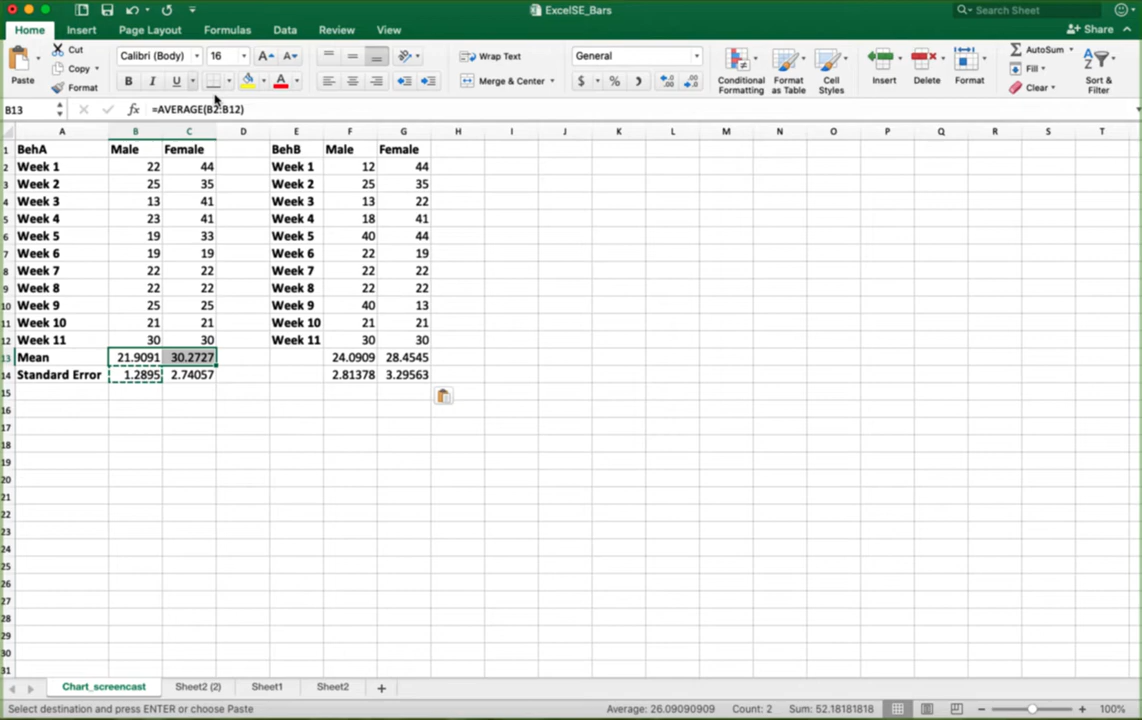 ExcelSE_Bars
Search Sheet
Home Insert Page Layout Formulas Data Review View Share
Paste Cut Copy Format
Calibri (Body) 16 A A
B I U A
Wrap Text
Merge & Center
General
$ % )
Conditional Formatting
Format as Table
Cell Styles
Insert Delete Format
AutoSum
Fill
Clear
Sort & Filter
B13 fx =AVERAGE(B2:B12)
A B C D E F G H I J K L M N O P Q R S T
1 BehA Male Female BehB Male Female
2 Week 1 22 44 Week 1 12 44
3 Week 2 25 35 Week 2 25 35
4 Week 3 13 41 Week 3 13 22
5 Week 4 23 41 Week 4 18 41
6 Week 5 19 33 Week 5 40 44
7 Week 6 19 19 Week 6 22 19
8 Week 7 22 22 Week 7 22 22
9 Week 8 22 22 Week 8 22 22
10 Week 9 25 25 Week 9 40 13
11 Week 10 21 21 Week 10 21 21
12 Week 11 30 30 Week 11 30 30
13 Mean 21.9091 30.2727 24.0909 28.4545
14 Standard Error 1.2895 2.74057 2.81378 3.29563
15
16
17
18
19
20
21
22
23
24
25
26
27
28
29
30
31
Chart_screencast Sheet2 (2) Sheet1 Sheet2 +
Select destination and press ENTER or choose Paste Average: 26.09090909 Count: 2 Sum: 52.18181818 100%